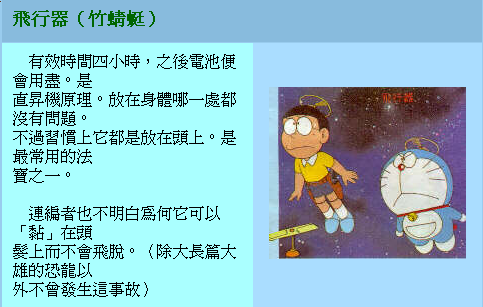 飛行器（竹蜻蜓）
有效時間四小時，之後電池便
會用盡。是
直昇機原理。放在身體哪一處都
沒有問題。
不過習慣上它都是放在頭上。是
最常用的法
寶之一。
連編者也不明白為何它可以
「黏」在頭
髮上而不會飛脫。（除大長篇大
雄的恐龍以
外不曾發生這事故）
飛行器